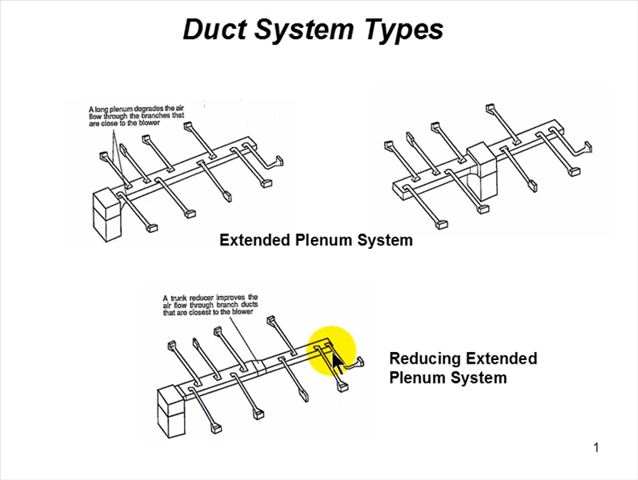 Duct System Types
A long plenum degrades the air
flow through the branches that
are close to the blower
Extended Plenum System
A trunk reducer improves the
air flow through branch ducts
that are closest to the blower
Reducing Extended
Plenum System
1